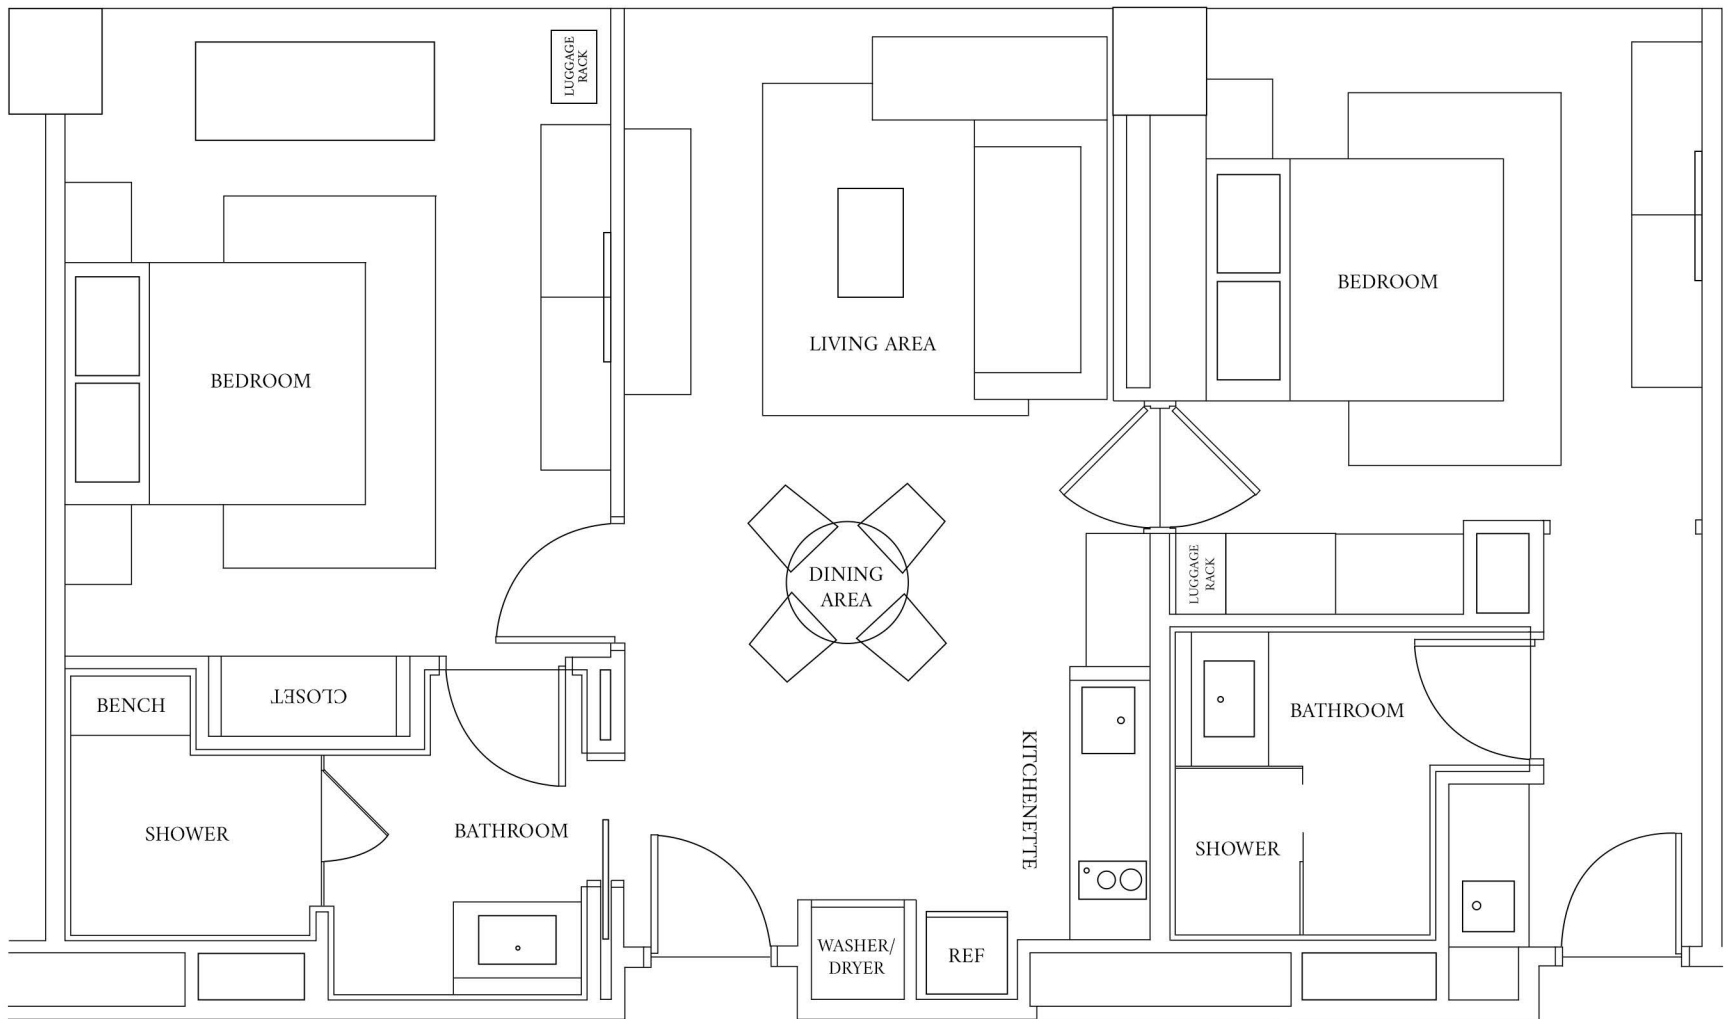 LUGGAGE
RACK
BEDROOM
LIVING AREA
BEDROOM
DINING
AREA
LUGGAGE
RACK
CLOSET
BENCH
BATHROOM
KITCHENETTE
SHOWER
BATHROOM
SHOWER
WASHER/
DRYER
REF